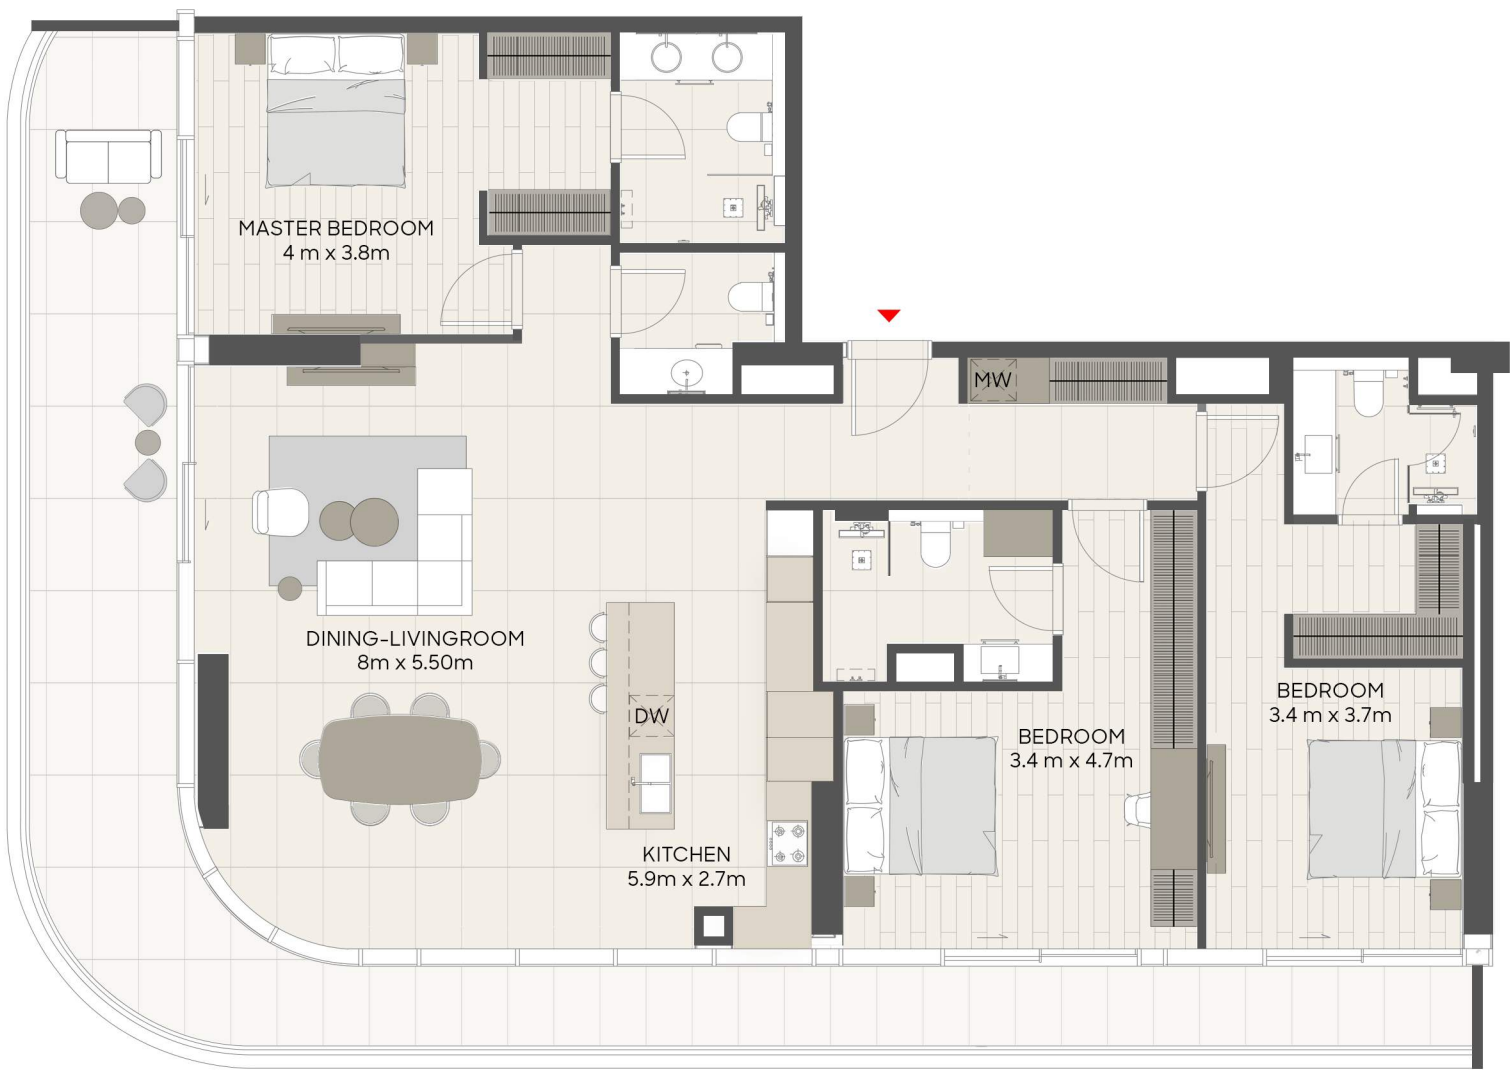 MASTER BEDROOM
4 m x 3.8m
MW
DINING-LIVINGROOM
8m x 5.50m
DW
BEDROOM
3.4 m x 3.7m
BEDROOM
3.4 m x 4.7m
KITCHEN
5.9m x 2.7m